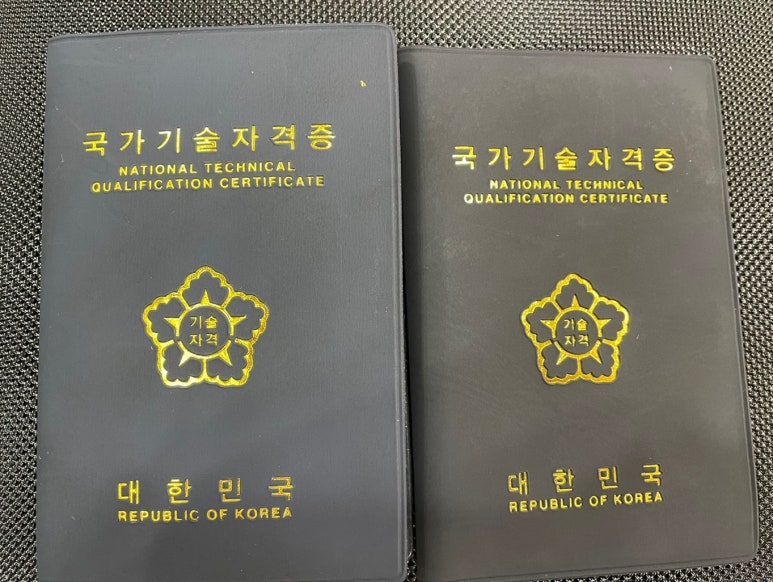 국가기술자격증
NATIONAL TECHNICAL
QUALIFICATION CERTIFICATE
기술
자격
대한민국
REPUBLIC OF KOREA
국가기술자격증
NATIONAL TECHNICAL
QUALIFICATION CERTIFICATE
기술
자격
대한민국
REPUBLIC OF KOREA